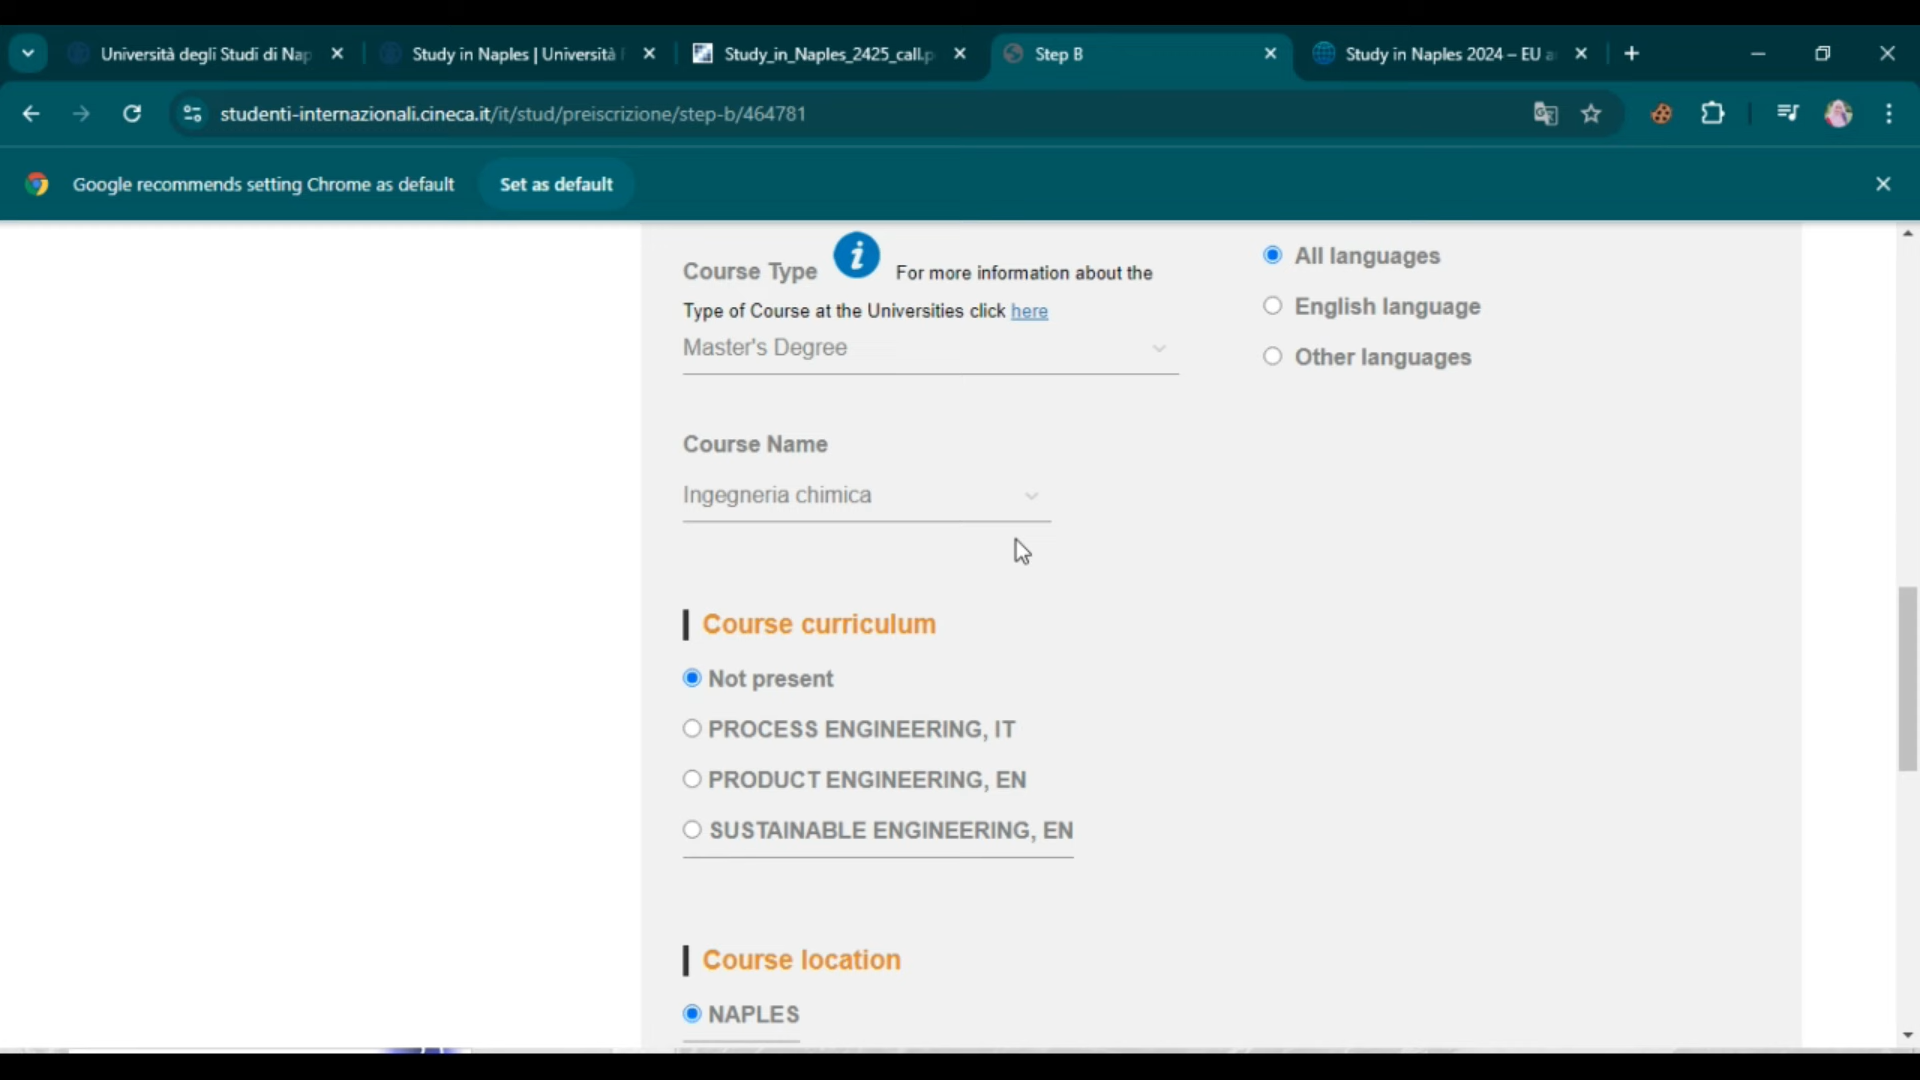 Università degli Studi di Nap
Study in Naples | Università
Study_in_Naples_2425_call.p
Step B
Study in Naples 2024 – EU a
studenti-internazionali.cineca.it/it/stud/preiscrizione/step-b/464781
Google recommends setting Chrome as default
Set as default
Course Type
For more information about the
Type of Course at the Universities click here
Master's Degree
All languages
English language
Other languages
Course Name
Ingegneria chimica
Course curriculum
Not present
PROCESS ENGINEERING, IT
PRODUCT ENGINEERING, EN
SUSTAINABLE ENGINEERING, EN
Course location
NAPLES